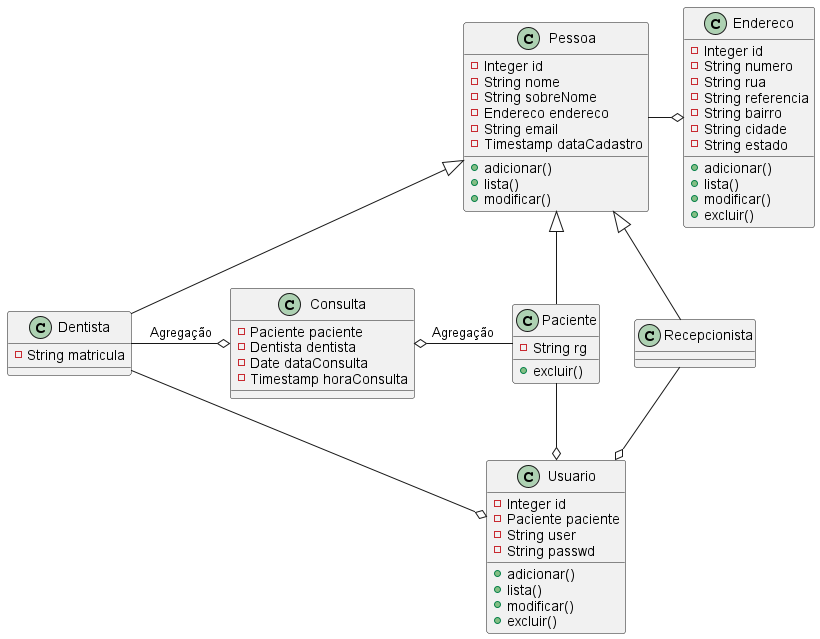 C Pessoa
Integer id
String nome
String sobreNome
Endereco endereco
String email
Timestamp dataCadastro
adicionar()
lista()
modificar()
C Endereco
Integer id
String numero
String rua
String referencia
String bairro
String cidade
String estado
adicionar()
lista()
modificar()
excluir()
C Dentista
String matricula
Agregação
C Consulta
Paciente paciente
Dentista dentista
Date dataConsulta
Timestamp horaConsulta
Agregação
C Paciente
String rg
excluir()
C Recepcionista
C Usuario
Integer id
Paciente paciente
String user
String passwd
adicionar()
lista()
modificar()
excluir()